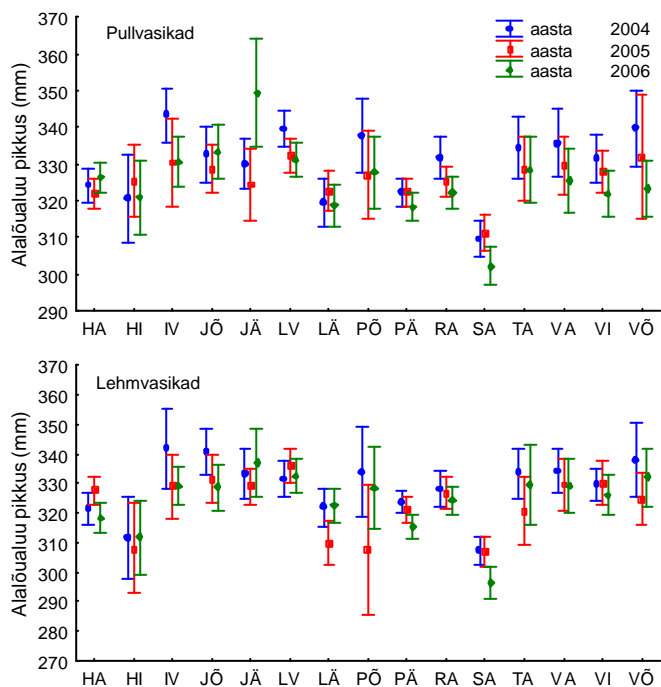 Pullvasikad
aasta 2004
aasta 2005
aasta 2006
Alalõualuu pikkus (mm)
370
360
350
340
330
320
310
300
290
HA HI IV JÕ JÄ LV LÄ PÕ PÄ RA SA TA VA VI VÕ
Lehmvasikad
Alalõualuu pikkus (mm)
370
360
350
340
330
320
310
300
290
280
270
HA HI IV JÕ JÄ LV LÄ PÕ PÄ RA SA TA VA VI VÕ